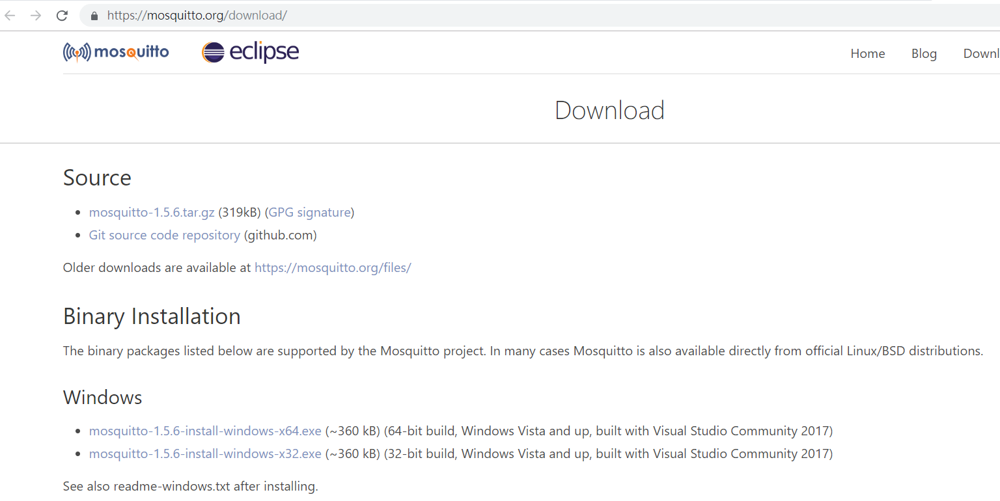 https://mosquitto.org/download/
mosquitto eclipse Home Blog Downl
Download
Source
mosquitto-1.5.6.tar.gz (319kB) (GPG signature)
Git source code repository (github.com)
Older downloads are available at https://mosquitto.org/files/
Binary Installation
The binary packages listed below are supported by the Mosquitto project. In many cases Mosquitto is also available directly from official Linux/BSD distributions.
Windows
mosquitto-1.5.6-install-windows-x64.exe (~360 kB) (64-bit build, Windows Vista and up, built with Visual Studio Community 2017)
mosquitto-1.5.6-install-windows-x32.exe (~360 kB) (32-bit build, Windows Vista and up, built with Visual Studio Community 2017)
See also readme-windows.txt after installing.